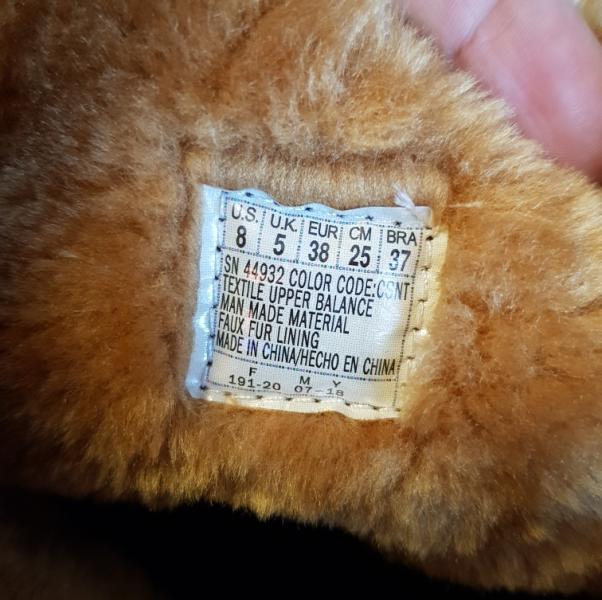 U.S. U.K. EUR CM BRA
8 5 38 25 37
SN 44932 COLOR CODE:CSNT
TEXTILE UPPER BALANCE
MAN MADE MATERIAL
FAUX FUR LINING
MADE IN CHINA/HECHO EN CHINA
F M Y
191-20 07-18